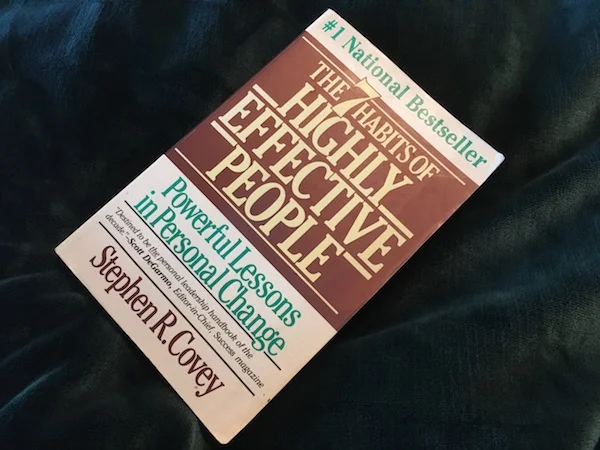 #1 National Bestseller
THE 7 HABITS OF
HIGHLY
EFFECTIVE
PEOPLE
Powerful Lessons
in Personal Change
"Destined to be the personal leadership handbook of the
decade."-Scott DeGarmo, Editor-in-Chief, Success magazine
Stephen R. Covey